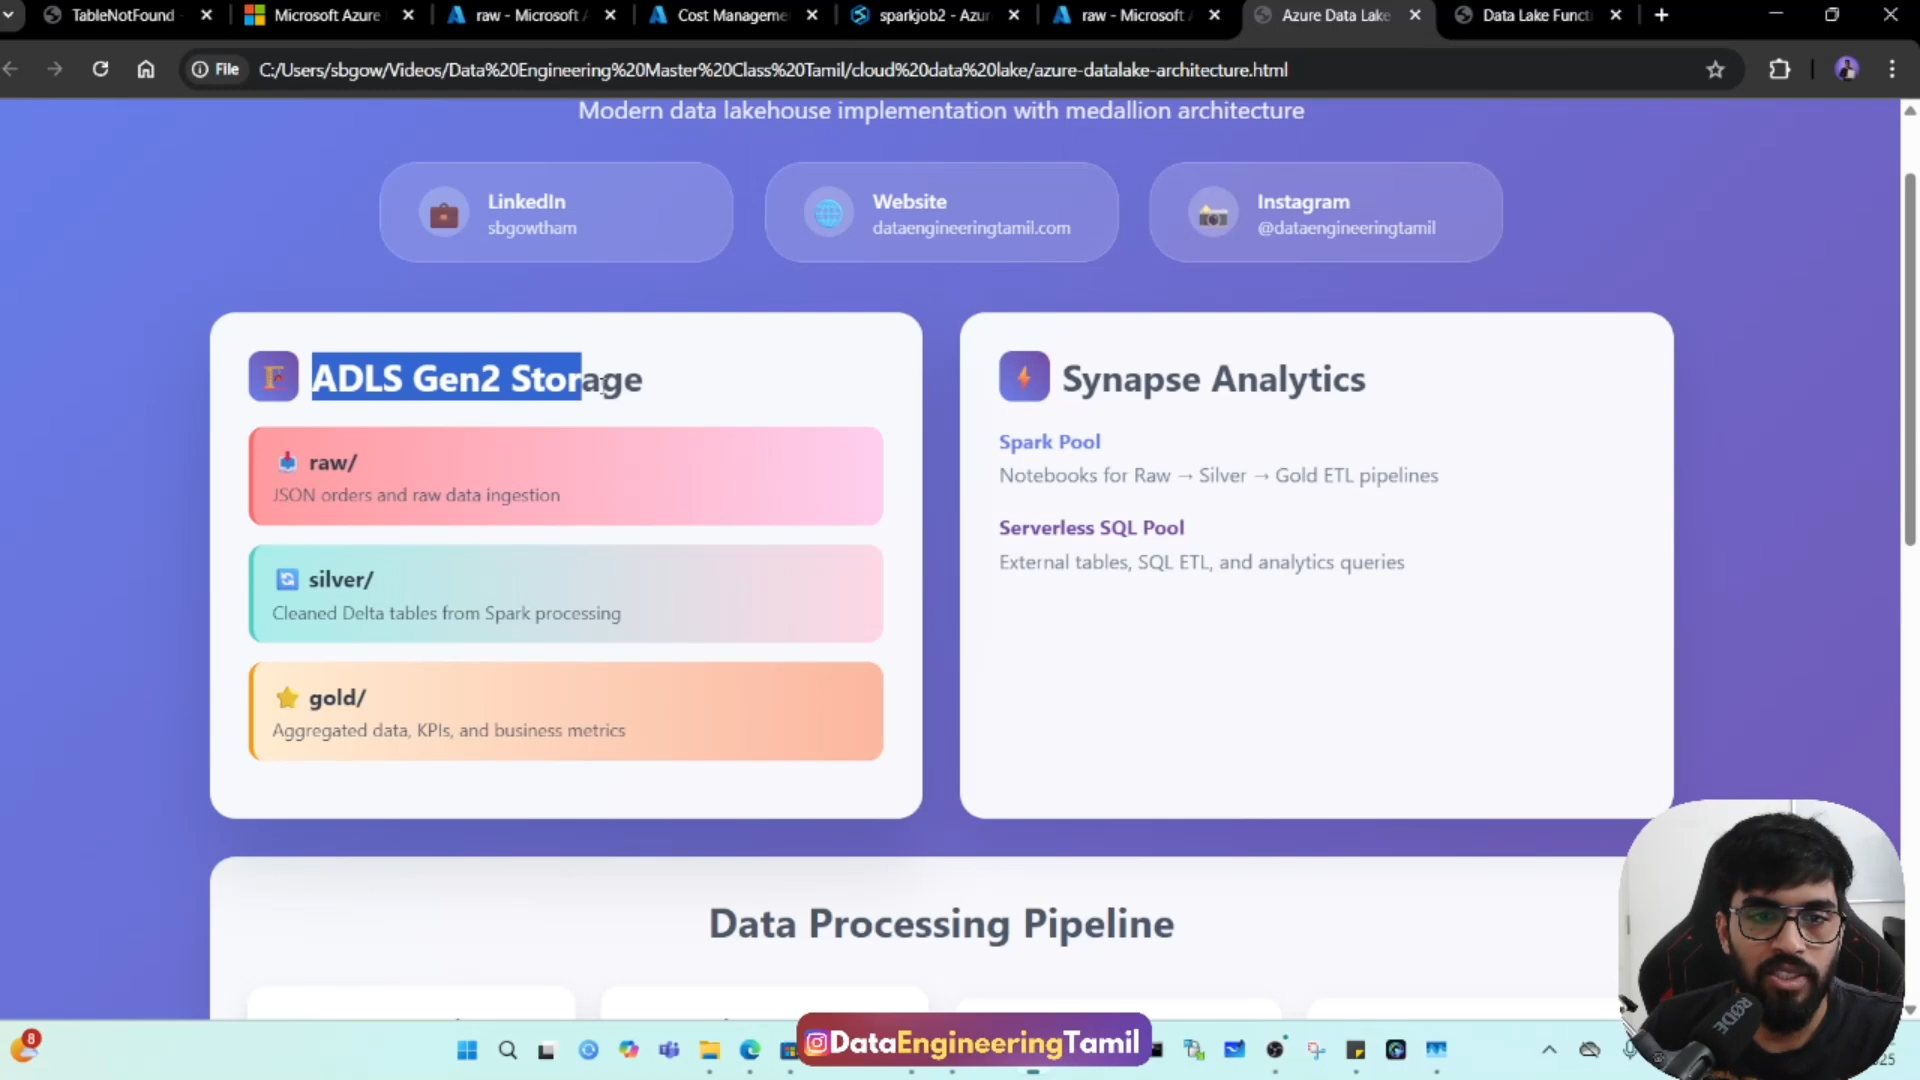 TableNotFound
Microsoft Azure
raw - Microsoft A
Cost Manageme
sparkjob2 - Azur
raw - Microsoft A
Azure Data Lake
Data Lake Functi
File
C:/Users/sbgow/Videos/Data%20Engineering%20Master%20Class%20Tamil/cloud%20data%20lake/azure-datalake-architecture.html
Modern data lakehouse implementation with medallion architecture
LinkedIn
sbgowtham
Website
dataengineeringtamil.com
Instagram
@dataengineeringtamil
ADLS Gen2 Storage
raw/
JSON orders and raw data ingestion
silver/
Cleaned Delta tables from Spark processing
gold/
Aggregated data, KPIs, and business metrics
Synapse Analytics
Spark Pool
Notebooks for Raw → Silver → Gold ETL pipelines
Serverless SQL Pool
External tables, SQL ETL, and analytics queries
Data Processing Pipeline
8
DataEngineeringTamil
RØDE